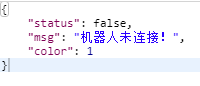 {
    "status": false,
    "msg": "机器人未连接！",
    "color": 1
}